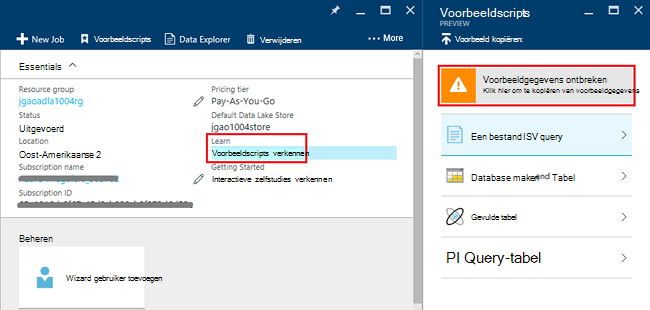 Voorbeeldscripts
PREVIEW
New Job
Voorbeeldscripts
Data Explorer
Verwijderen
More
Voorbeeld kopiëren:
Essentials
Resource group
jgaoadla1004rg
Status
Uitgevoerd
Location
Oost-Amerikaanse 2
Subscription name
Subscription ID
Pricing tier
Pay-As-You-Go
Default Data Lake Store
jgao1004store
Learn
Voorbeeldscripts verkennen
Getting Started
Interactieve zelfstudies verkennen
Beheren
Wizard gebruiker toevoegen
Voorbeeldgegevens ontbreken
Klik hier om te kopiëren van voorbeeldgegevens
Een bestand ISV query
Database maken and Tabel
Gevulde tabel
PI Query-tabel